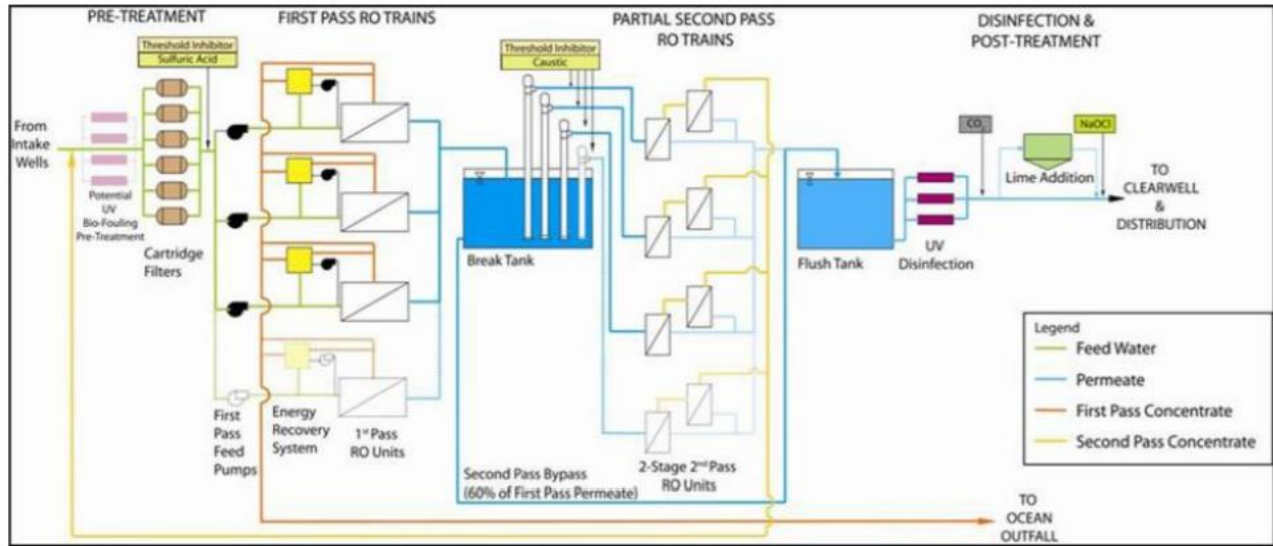 PRE-TREATMENT
FIRST PASS RO TRAINS
PARTIAL SECOND PASS
RO TRAINS
DISINFECTION &
POST-TREATMENT
Threshold Inhibitor
Sulfuric Acid
Threshold Inhibitor
Caustic
From
Intake
Wells
Potential
UV
Bio-Fouling
Pre-Treatment
Cartridge
Filters
First
Pass
Feed
Pumps
Energy
Recovery
System
1st Pass
RO Units
Break Tank
Second Pass Bypass
(60% of First Pass Permeate)
2-Stage 2nd Pass
RO Units
Flush Tank
UV
Disinfection
CO2
Lime Addition
NaOCl
TO
CLEARWELL
&
DISTRIBUTION
Legend
Feed Water
Permeate
First Pass Concentrate
Second Pass Concentrate
TO
OCEAN
OUTFALL